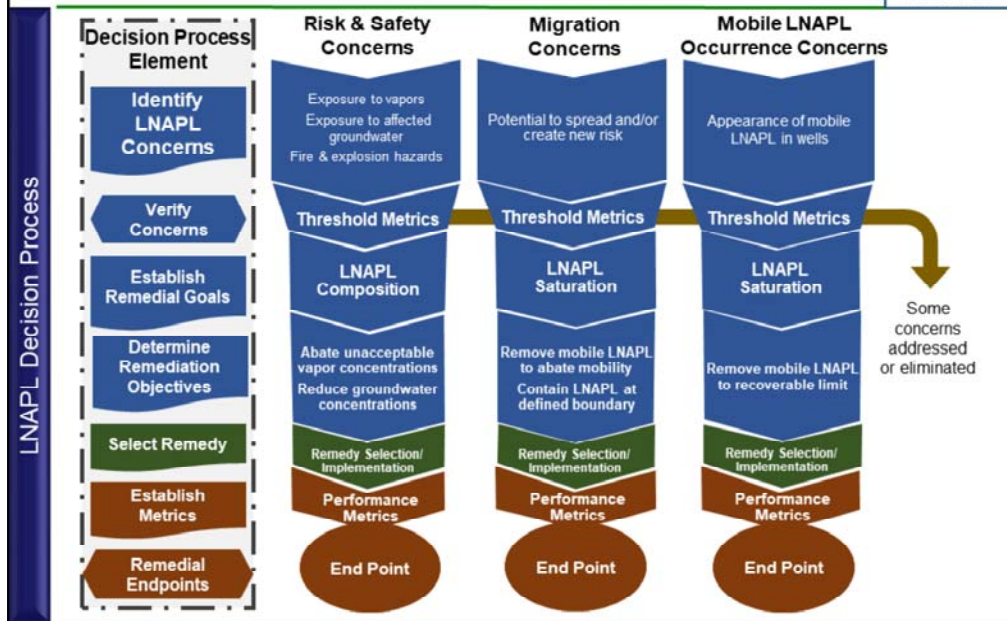 LNAPL Decision Process
Decision Process
Element
Identify
LNAPL
Concerns
Verify
Concerns
Establish
Remedial Goals
Determine
Remediation
Objectives
Select Remedy
Establish
Metrics
Remedial
Endpoints
Risk & Safety
Concerns
Exposure to vapors
Exposure to affected
groundwater
Fire & explosion hazards
Threshold Metrics
LNAPL
Composition
Abate unacceptable
vapor concentrations
Reduce groundwater
concentrations
Remedy Selection/
Implementation
Performance
Metrics
End Point
Migration
Concerns
Potential to spread and/or
create new risk
Threshold Metrics
LNAPL
Saturation
Remove mobile LNAPL
to abate mobility
Contain LNAPL at
defined boundary
Remedy Selection/
Implementation
Performance
Metrics
End Point
Mobile LNAPL
Occurrence Concerns
Appearance of mobile
LNAPL in wells
Threshold Metrics
LNAPL
Saturation
Remove mobile LNAPL
to recoverable limit
Remedy Selection/
Implementation
Performance
Metrics
End Point
Some
concerns
addressed
or eliminated